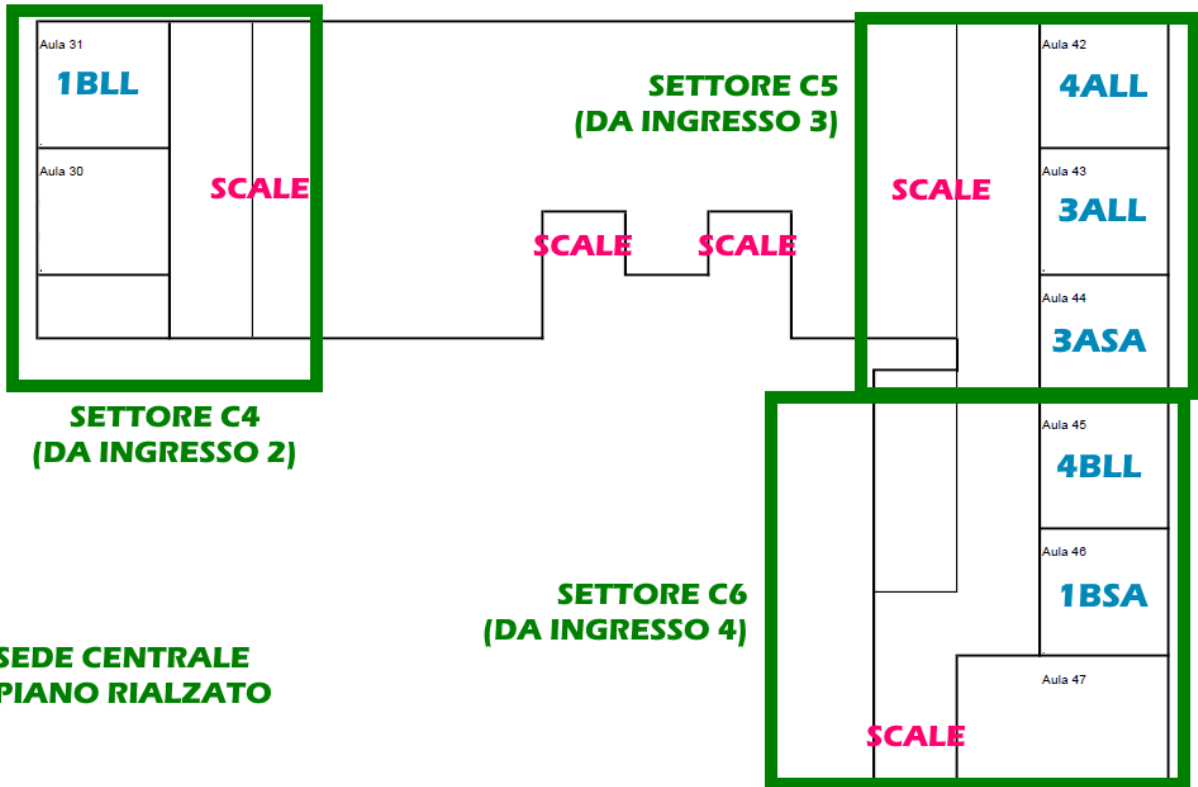 Aula 31
1BLL
Aula 30
SCALE
SETTORE C4
(DA INGRESSO 2)
SETTORE C5
(DA INGRESSO 3)
SCALE
SCALE
SCALE
Aula 42
4ALL
Aula 43
3ALL
Aula 44
3ASA
Aula 45
4BLL
Aula 46
1BSA
Aula 47
SCALE
SETTORE C6
(DA INGRESSO 4)
SEDE CENTRALE
PIANO RIALZATO